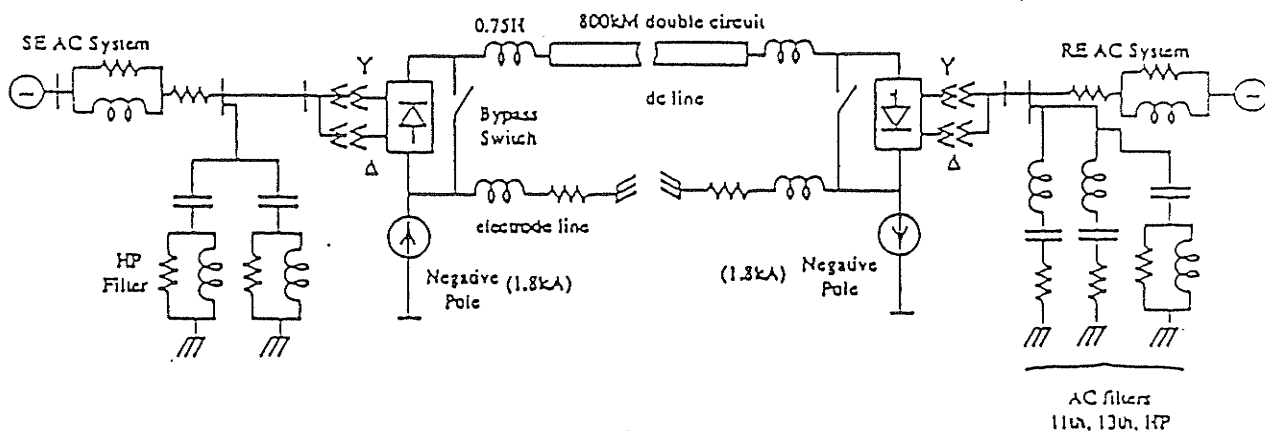 SE AC System
0.75H
800kM double circuit
RE AC System
Y
Y
Bypass
Switch
dc line
Δ
Δ
electrode line
HP
Filter
Negative (1.8kA)
Pole
(1.8kA) Negative
Pole
AC filters
11th, 13th, HP